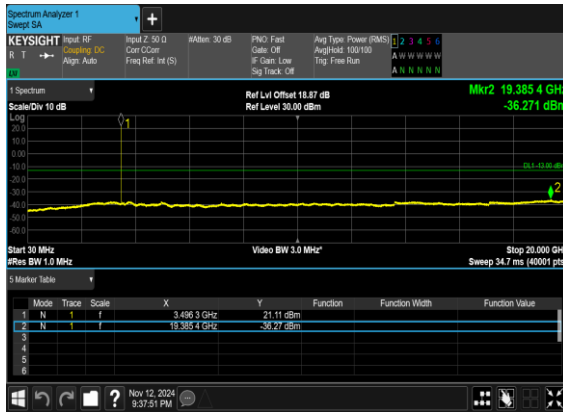 Spectrum Analyzer 1
Swept SA
KEYSIGHT Input: RF Input Z: 50 Ω #Atten: 30 dB PNO: Fast Avg Type: Power (RMS) 1 2 3 4 5 6
R T Coupling: DC Corr CCorr Gate: Off Avg|Hold: 100/100 A W W W W W
Align: Auto Freq Ref: Int (S) IF Gain: Low Trig: Free Run
Sig Track: Off A N N N N N
1 Spectrum Ref Lvl Offset 18.87 dB Mkr2 19.385 4 GHz
Scale/Div 10 dB Ref Level 30.00 dBm -36.271 dBm
Log
20.0
1
10.0
0.00
-10.0
DL1 -13.00 dBm
-20.0
-30.0
2
-40.0
-50.0
-60.0
Start 30 MHz Video BW 3.0 MHz* Stop 20.000 GH
#Res BW 1.0 MHz Sweep 34.7 ms (40001 pts
5 Marker Table
Mode Trace Scale X Y Function Function Width Function Value
1 N 1 f 3.496 3 GHz 21.11 dBm
2 N 1 f 19.385 4 GHz -36.27 dBm
3
4
5
6
? Nov 12, 2024
9:37:51 PM